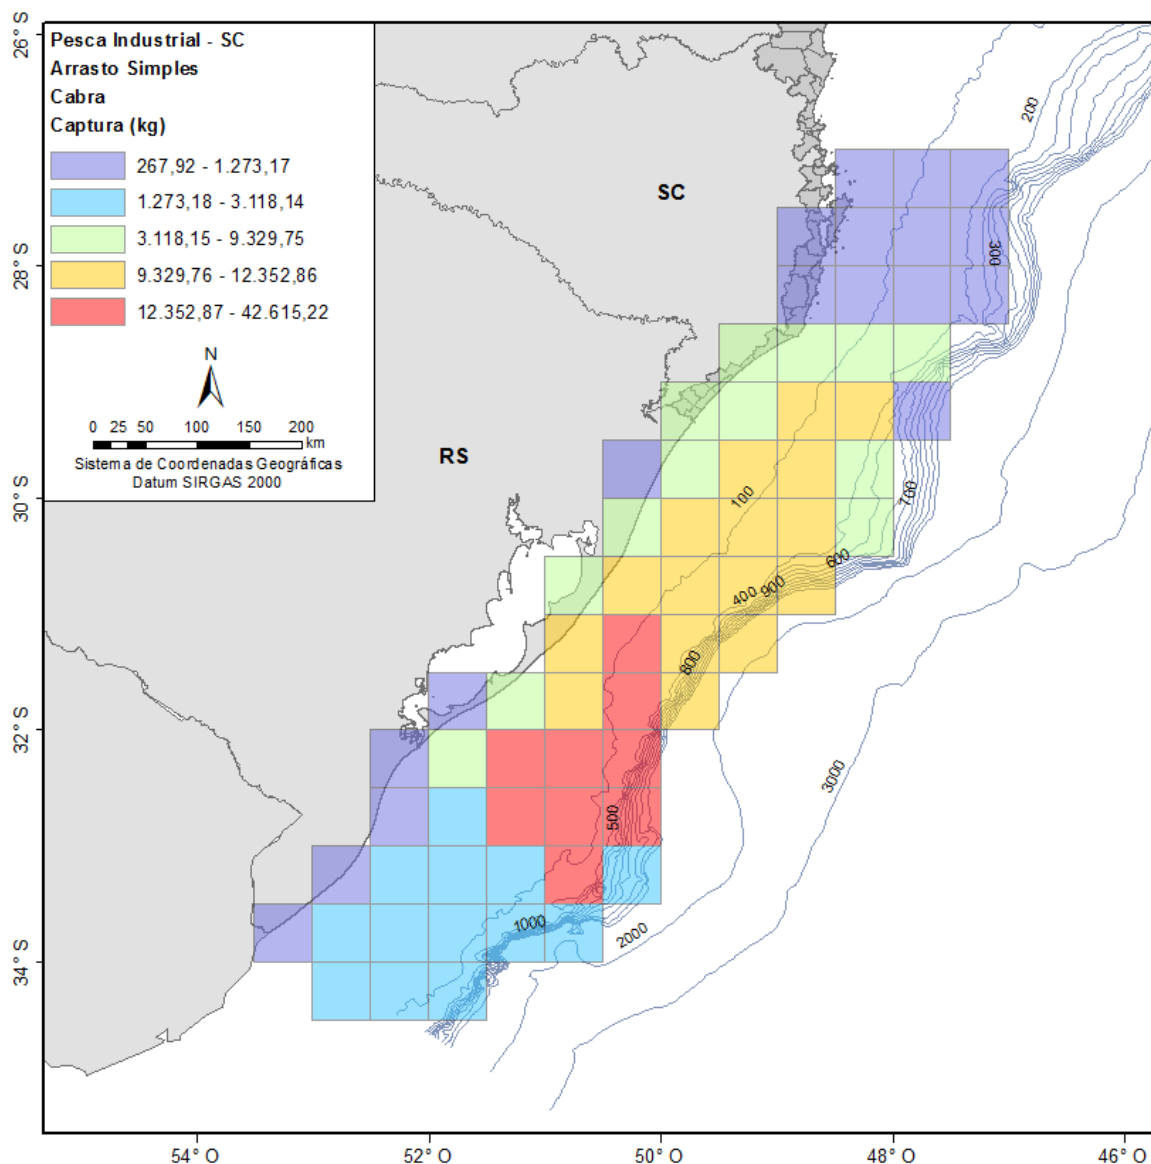 Pesca Industrial - SC
Arrasto Simples
Cabra
Captura (kg)
267,92 - 1.273,17
1.273,18 - 3.118,14
3.118,15 - 9.329,75
9.329,76 - 12.352,86
12.352,87 - 42.615,22
N
0 25 50 100 150 200
km
Sistema de Coordenadas Geográficas
Datum SIRGAS 2000
SC
RS
200
300
100
700
600
400
900
800
500
3000
1000
2000
26° S
28° S
30° S
32° S
34° S
54° O
52° O
50° O
48° O
46° O